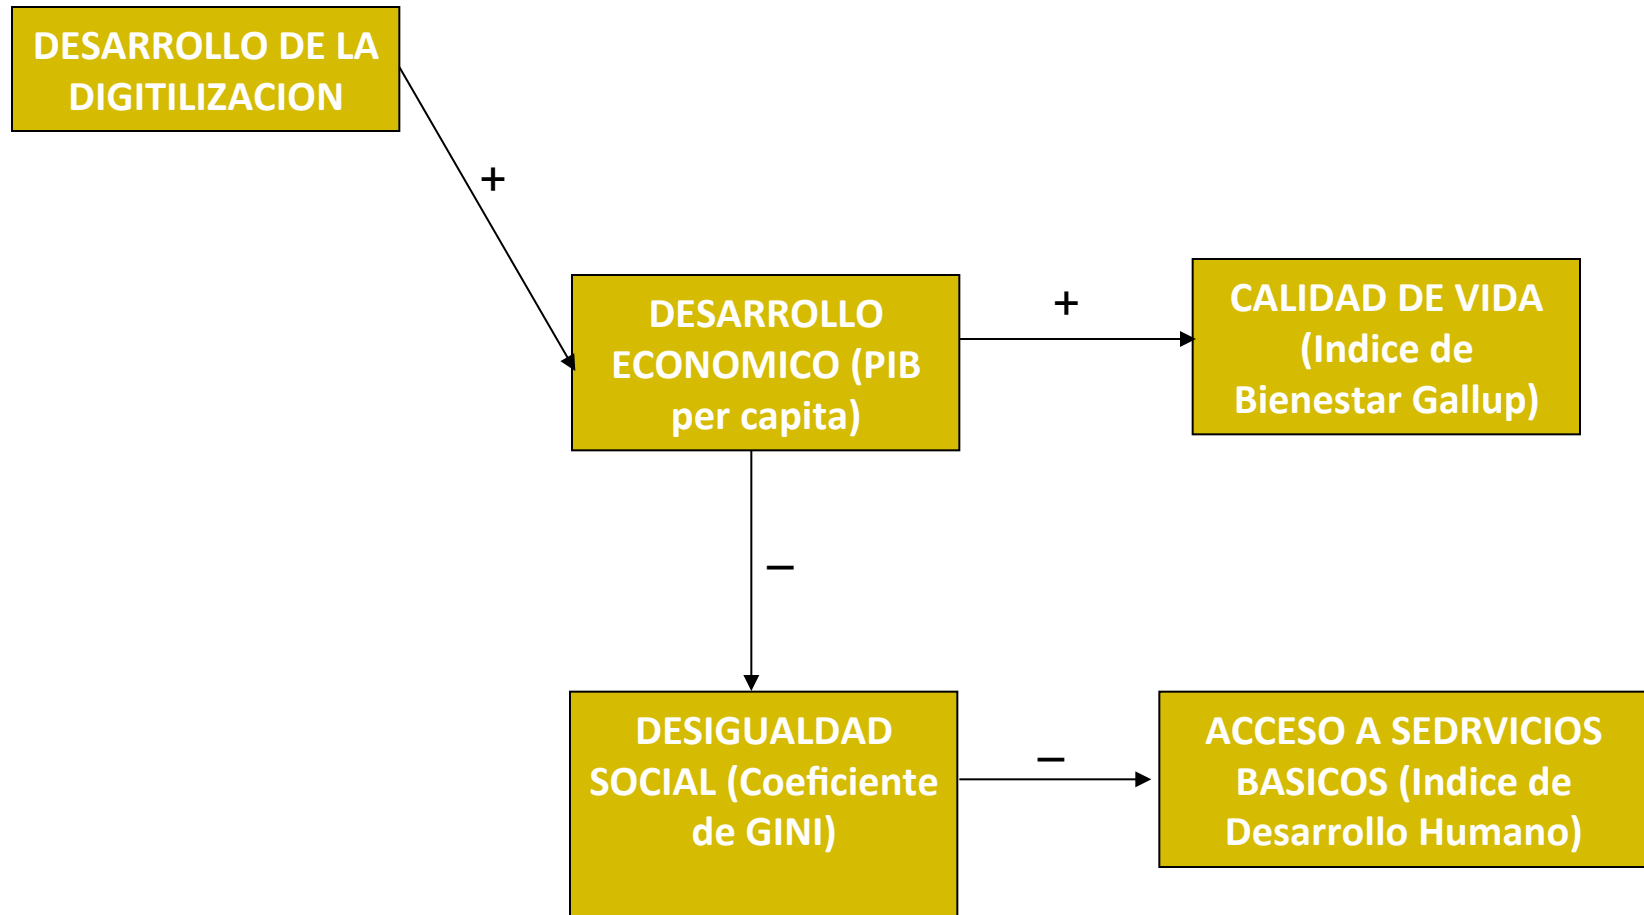 DESARROLLO DE LA
DIGITILIZACION
+
DESARROLLO
ECONOMICO (PIB
per capita)
+
CALIDAD DE VIDA
(Indice de
Bienestar Gallup)
–
DESIGUALDAD
SOCIAL (Coeficiente
de GINI)
–
ACCESO A SEDRVICIOS
BASICOS (Indice de
Desarrollo Humano)